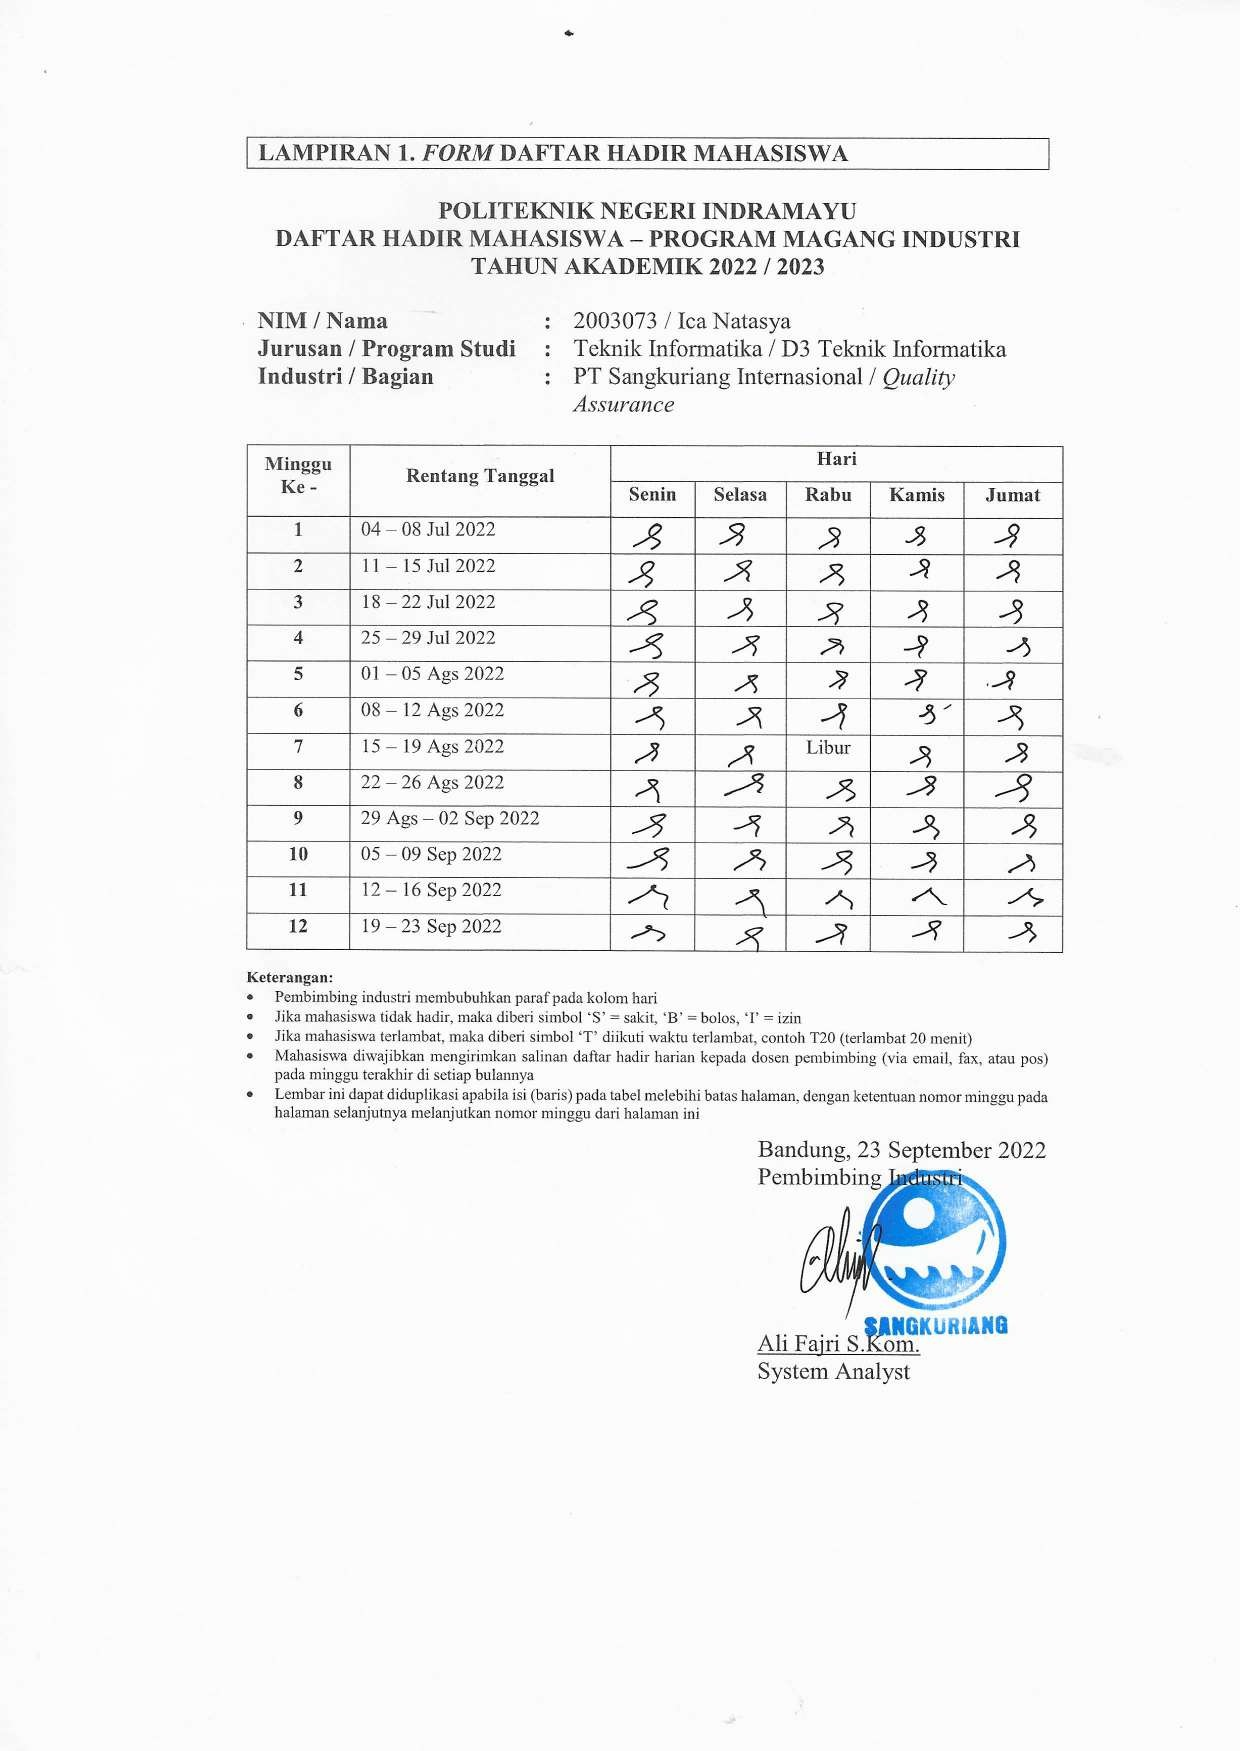 LAMPIRAN 1. FORM DAFTAR HADIR MAHASISWA
POLITEKNIK NEGERI INDRAMAYU
DAFTAR HADIR MAHASISWA – PROGRAM MAGANG INDUSTRI
TAHUN AKADEMIK 2022 / 2023
NIM / Nama : 2003073 / Ica Natasya
Jurusan / Program Studi : Teknik Informatika / D3 Teknik Informatika
Industri / Bagian : PT Sangkuriang Internasional / Quality
Assurance
Minggu Ke - Rentang Tanggal Hari
Senin Selasa Rabu Kamis Jumat
1 04 – 08 Jul 2022
2 11 – 15 Jul 2022
3 18 – 22 Jul 2022
4 25 – 29 Jul 2022
5 01 – 05 Ags 2022
6 08 – 12 Ags 2022
7 15 – 19 Ags 2022 Libur
8 22 – 26 Ags 2022
9 29 Ags – 02 Sep 2022
10 05 – 09 Sep 2022
11 12 – 16 Sep 2022
12 19 – 23 Sep 2022
Keterangan:
• Pembimbing industri membubuhkan paraf pada kolom hari
• Jika mahasiswa tidak hadir, maka diberi simbol ‘S’ = sakit, ‘B’ = bolos, ‘I’ = izin
• Jika mahasiswa terlambat, maka diberi simbol ‘T’ diikuti waktu terlambat, contoh T20 (terlambat 20 menit)
• Mahasiswa diwajibkan mengirimkan salinan daftar hadir harian kepada dosen pembimbing (via email, fax, atau pos)
pada minggu terakhir di setiap bulannya
• Lembar ini dapat diduplikasi apabila isi (baris) pada tabel melebihi batas halaman, dengan ketentuan nomor minggu pada
halaman selanjutnya melanjutkan nomor minggu dari halaman ini
Bandung, 23 September 2022
Pembimbing Industri
SANGKURIANG
Ali Fajri S.Kom.
System Analyst